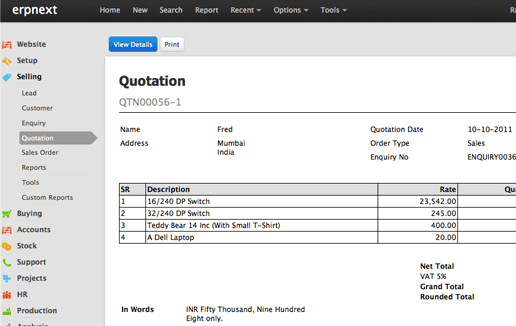 erpnext Home New Search Report Recent Options Tools
View Details Print
Website
Setup
Selling
Lead
Customer
Enquiry
Quotation
Sales Order
Reports
Tools
Custom Reports
Buying
Accounts
Stock
Support
Projects
HR
Production
Quotation
QTN00056-1
Name Fred Quotation Date 10-10-2011
Address Mumbai Order Type Sales
India Enquiry No ENQUIRY0036
SR Description Rate
1 16/240 DP Switch 23,542.00
2 32/240 DP Switch 245.00
3 Teddy Bear 14 Inc (With Small T-Shirt) 400.00
4 A Dell Laptop 20.00
Net Total
VAT 5%
Grand Total
Rounded Total
In Words INR Fifty Thousand, Nine Hundred
Eight only.